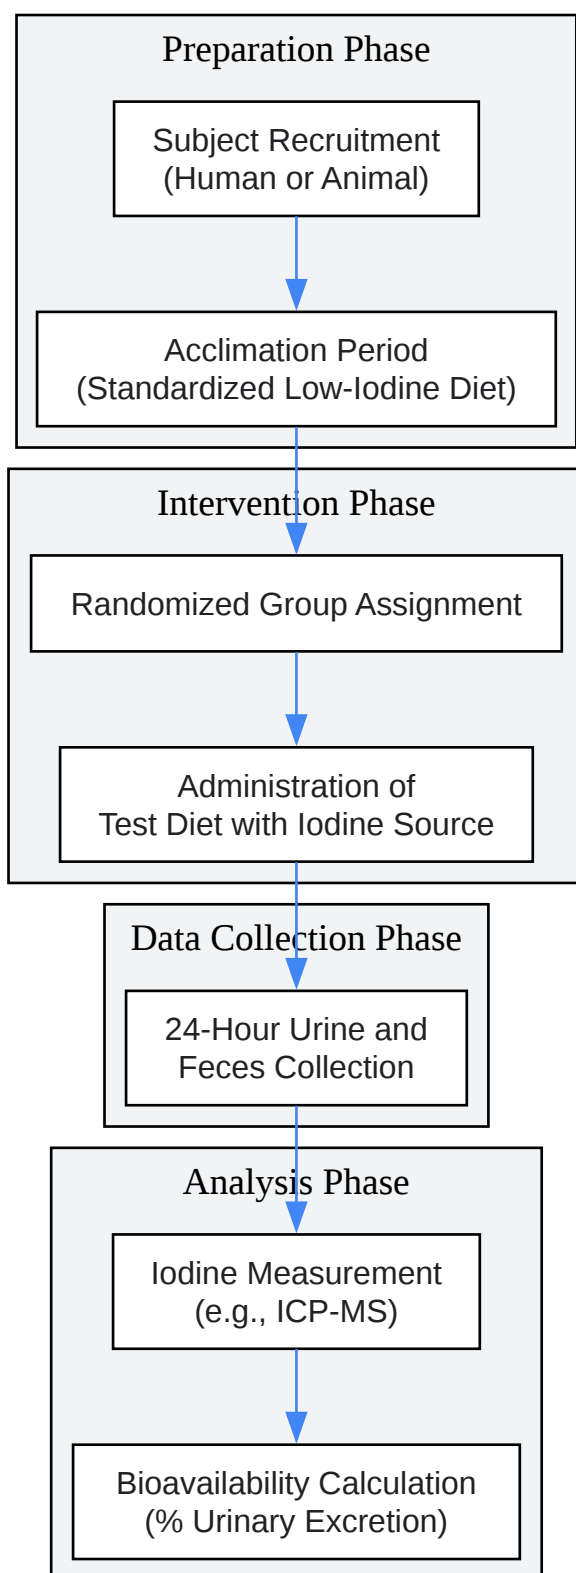 Preparation Phase
Subject Recruitment
(Human or Animal)
Acclimation Period
(Standardized Low-Iodine Diet)
Intervention Phase
Randomized Group Assignment
Administration of
Test Diet with Iodine Source
Data Collection Phase
24-Hour Urine and
Feces Collection
Analysis Phase
Iodine Measurement
(e.g., ICP-MS)
Bioavailability Calculation
(% Urinary Excretion)